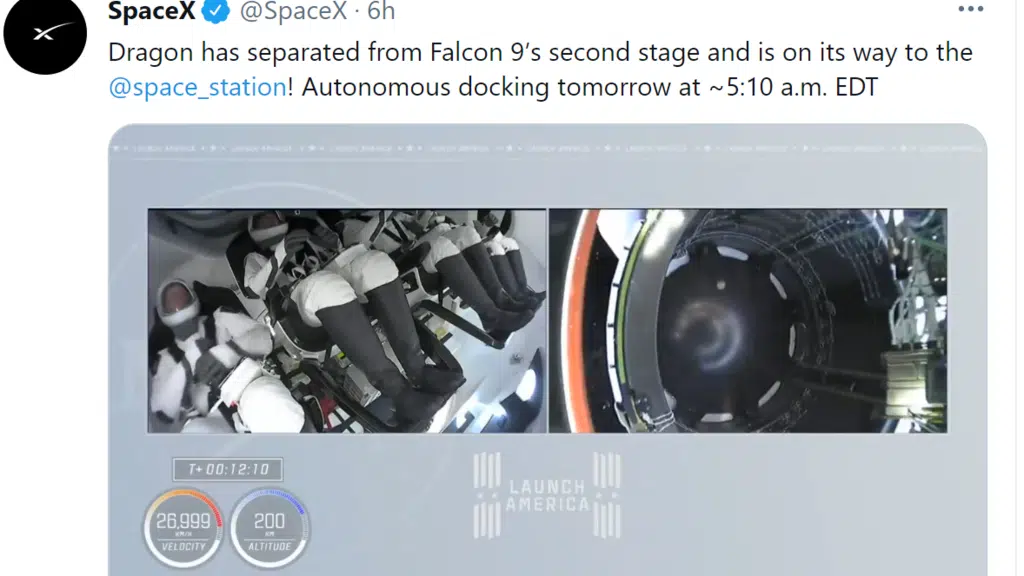 SpaceX @SpaceX · 6h
Dragon has separated from Falcon 9’s second stage and is on its way to the
@space_station! Autonomous docking tomorrow at ~5:10 a.m. EDT
T+ 00:12:10
26,999
KM/H
VELOCITY
200
KM
ALTITUDE
LAUNCH
AMERICA